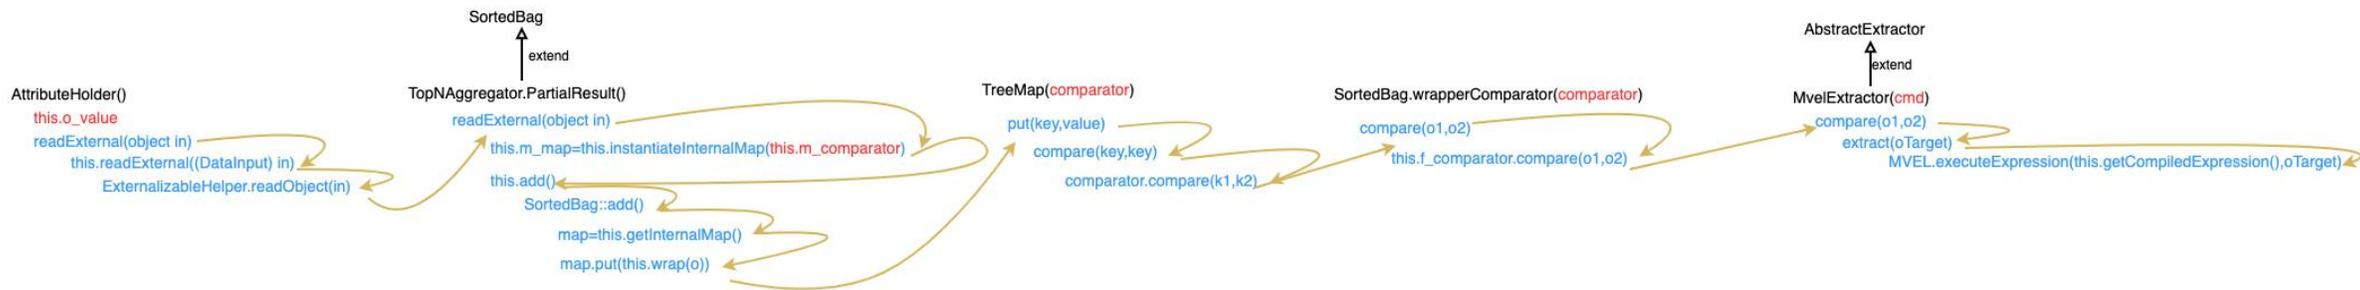 SortedBag
extend
AttributeHolder()
this.o_value
readExternal(object in)
this.readExternal((DataInput) in)
ExternalizableHelper.readObject(in)
TopNAggregator.PartialResult()
readExternal(object in)
this.m_map=this.instantiateInternalMap(this.m_comparator)
this.add()
SortedBag::add()
map=this.getInternalMap()
map.put(this.wrap(o))
TreeMap(comparator)
put(key,value)
compare(key,key)
comparator.compare(k1,k2)
SortedBag.wrapperComparator(comparator)
compare(o1,o2)
this.f_comparator.compare(o1,o2)
AbstractExtractor
extend
MvelExtractor(cmd)
compare(o1,o2)
extract(oTarget)
MVEL.executeExpression(this.getCompiledExpression(),oTarget)